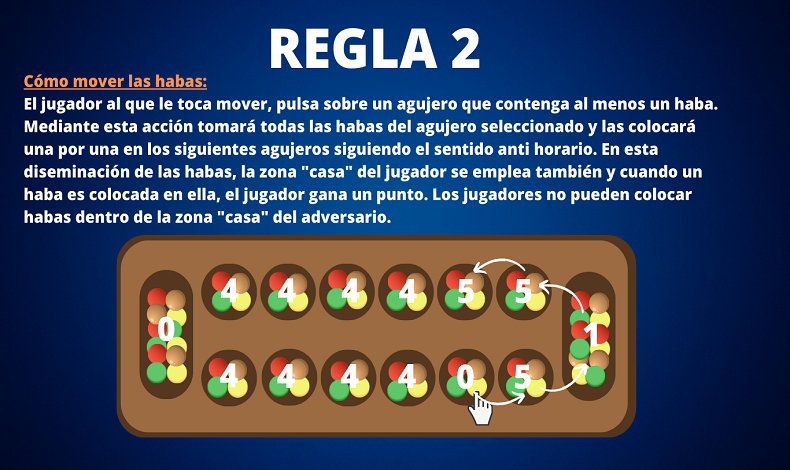 REGLA 2
Cómo mover las habas:
El jugador al que le toca mover, pulsa sobre un agujero que contenga al menos un haba.
Mediante esta acción tomará todas las habas del agujero seleccionado y las colocará
una por una en los siguientes agujeros siguiendo el sentido anti horario. En esta
diseminación de las habas, la zona "casa" del jugador se emplea también y cuando un
haba es colocada en ella, el jugador gana un punto. Los jugadores no pueden colocar
habas dentro de la zona "casa" del adversario.
4 4 4 4 5 5
0 1
4 4 4 4 0 5